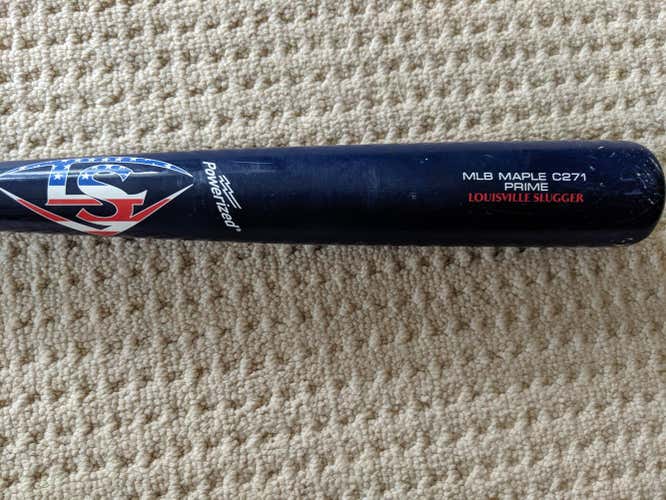 LS
Powerized®
MLB MAPLE C271
PRIME
LOUISVILLE SLUGGER